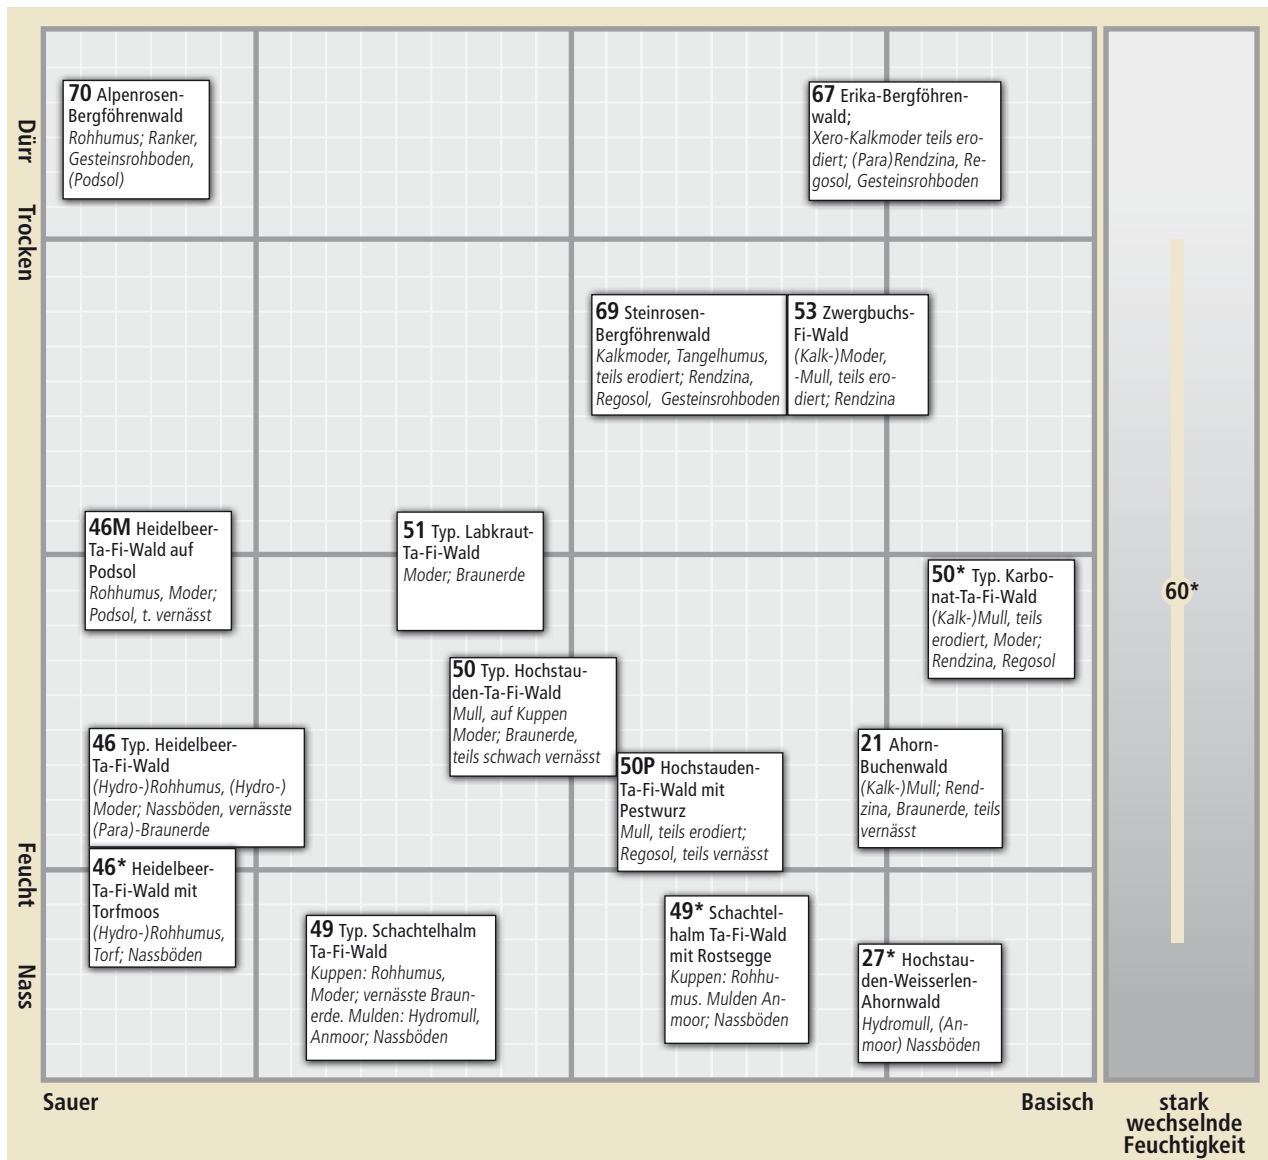 Dürr
Trocken
Feucht
Nass
70 Alpenrosen-
Bergföhrenwald
Rohhumus; Ranker,
Gesteinsrohboden,
(Podsol)
67 Erika-Bergföhren-
wald;
Xero-Kalkmoder teils ero-
diert; (Para)Rendzina, Re-
gosol, Gesteinsrohboden
69 Steinrosen-
Bergföhrenwald
Kalkmoder, Tangelhumus,
teils erodiert; Rendzina,
Regosol, Gesteinsrohboden
53 Zwergbuchs-
Fi-Wald
(Kalk-)Moder,
-Mull, teils ero-
diert; Rendzina
46M Heidelbeer-
Ta-Fi-Wald auf
Podsol
Rohhumus, Moder;
Podsol, t. vernässt
51 Typ. Labkraut-
Ta-Fi-Wald
Moder; Braunerde
50* Typ. Karbo-
nat-Ta-Fi-Wald
(Kalk-)Mull, teils
erodiert, Moder;
Rendzina, Regosol
60*
50 Typ. Hochstau-
den-Ta-Fi-Wald
Mull, auf Kuppen
Moder; Braunerde,
teils schwach vernässt
46 Typ. Heidelbeer-
Ta-Fi-Wald
(Hydro-)Rohhumus, (Hydro-)
Moder; Nassböden, vernässte
(Para)-Braunerde
50P Hochstauden-
Ta-Fi-Wald mit
Pestwurz
Mull, teils erodiert;
Regosol, teils vernässt
21 Ahorn-
Buchenwald
(Kalk-)Mull; Rend-
zina, Braunerde, teils
vernässt
46* Heidelbeer-
Ta-Fi-Wald mit
Torfmoos
(Hydro-)Rohhumus,
Torf; Nassböden
49 Typ. Schachtelhalm
Ta-Fi-Wald
Kuppen: Rohhumus,
Moder; vernässte Braun-
erde. Mulden: Hydromull,
Anmoor; Nassböden
49* Schachtel-
halm Ta-Fi-Wald
mit Rostsegge
Kuppen: Rohhu-
mus. Mulden An-
moor; Nassböden
27* Hochstau-
den-Weisserlen-
Ahornwald
Hydromull, (An-
moor) Nassböden
Sauer
Basisch
stark
wechselnde
Feuchtigkeit